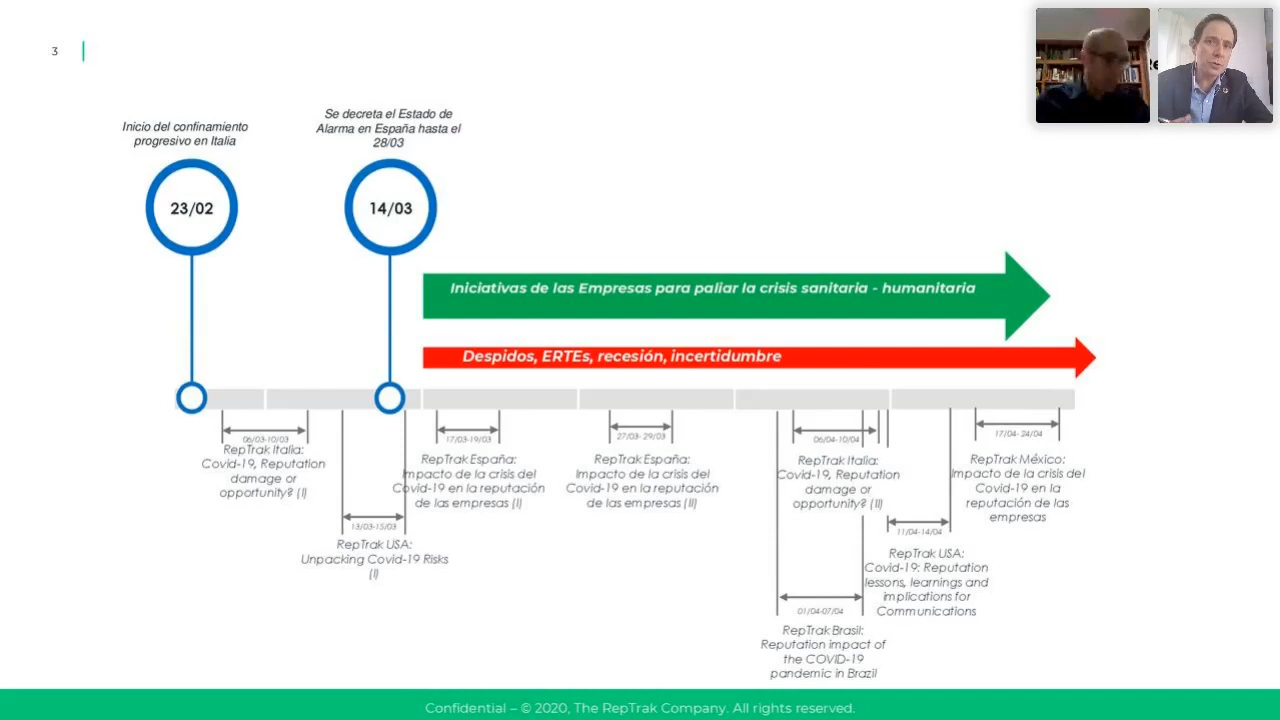 3
Inicio del confinamiento
progresivo en Italia
Se decreta el Estado de
Alarma en España hasta el
28/03
23/02
14/03
Iniciativas de las Empresas para paliar la crisis sanitaria - humanitaria
Despidos, ERTEs, recesión, incertidumbre
06/03-10/03
RepTrak Italia:
Covid-19, Reputation
damage or
opportunity? (I)
13/03-15/03
RepTrak USA:
Unpacking Covid-19 Risks
(I)
17/03-19/03
RepTrak España:
Impacto de la crisis del
Covid-19 en la reputación
de las empresas (I)
27/03- 29/03
RepTrak España:
Impacto de la crisis del
Covid-19 en la reputación
de las empresas (II)
06/04-10/04
RepTrak Italia:
Covid-19, Reputation
damage or
opportunity? (II)
01/04-07/04
RepTrak Brasil:
Reputation impact of
the COVID-19
pandemic in Brazil
11/04-14/04
RepTrak USA:
Covid-19: Reputation
lessons, learnings and
implications for
Communications
17/04- 24/04
RepTrak México:
Impacto de la crisis del
Covid-19 en la
reputación de las
empresas
Confidential – © 2020, The RepTrak Company. All rights reserved.